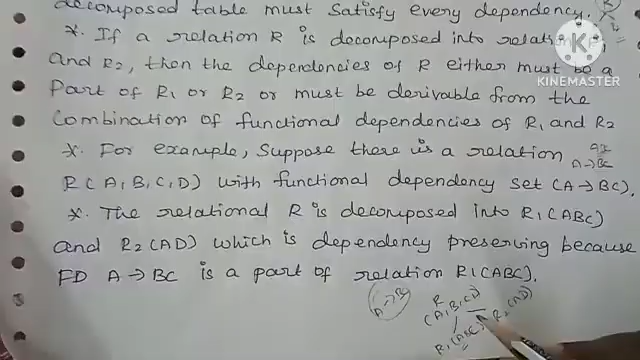 decomposed table must satisfy every dependency.
*. If a relation R is decomposed into relation
and R2, then the dependencies of R either must be a
Part of R1 or R2 or must be derivable from the
combination of functional dependencies of R1 and R2
*. For example, suppose there is a relation
A→BC
R(A,B,C,D) with functional dependency set (A→BC).
*. The relational R is decomposed into R1(ABC)
and R2(AD) which is dependency preserving because
FD A→BC is a part of relation R1(ABC).
A→B
R
R1(ABC) R2(AD)
K
KINEMASTER